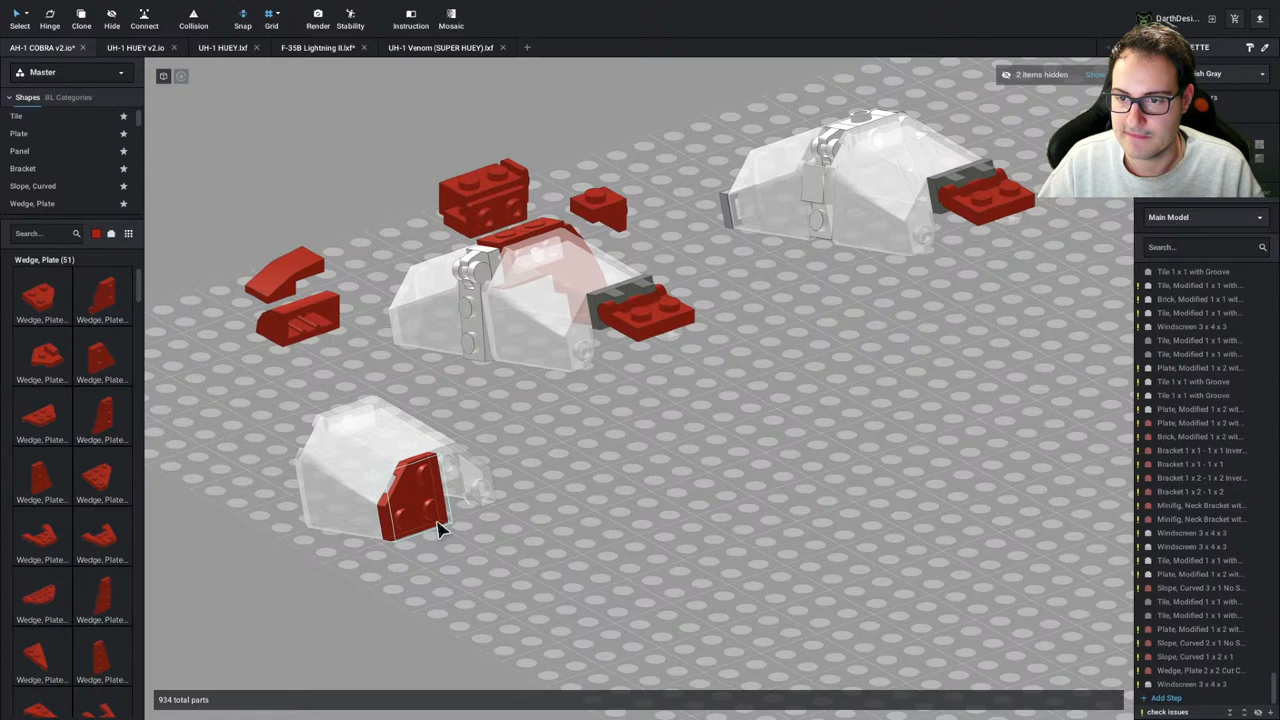 Select
Hinge
Clone
Hide
Connect
Collision
Snap
Grid
Render
Stability
Instruction
Mosaic
DarthDesi...
AH-1 COBRA v2.io*
UH-1 HUEY v2.io
UH-1 HUEY.lxf
F-35B Lightning II.lxf*
UH-1 Venom (SUPER HUEY).lxf
Master
2 items hidden
Shapes
BL Categories
Tile
Plate
Panel
Bracket
Slope, Curved
Wedge, Plate
Search...
Wedge, Plate (51)
Wedge, Plate...
Wedge, Plate...
Wedge, Plate...
Wedge, Plate...
Wedge, Plate...
Wedge, Plate...
Wedge, Plate...
Wedge, Plate...
Wedge, Plate...
Wedge, Plate...
Wedge, Plate...
Wedge, Plate...
Wedge, Plate...
Wedge, Plate...
934 total parts
Main Model
Search...
Tile 1 x 1 with Groove
Tile, Modified 1 x 1 with...
Brick, Modified 1 x 1 with...
Tile, Modified 1 x 1 with...
Windscreen 3 x 4 x 3
Tile, Modified 1 x 1 with...
Tile, Modified 1 x 1 with...
Plate, Modified 1 x 2 wit...
Tile 1 x 1 with Groove
Tile 1 x 1 with Groove
Plate, Modified 1 x 2 wit...
Plate, Modified 1 x 2 wit...
Brick, Modified 1 x 2 wit...
Bracket 1 x 1 - 1 x 1 Inver...
Bracket 1 x 1 - 1 x 1
Bracket 1 x 2 - 1 x 2 Inver...
Bracket 1 x 2 - 1 x 2
Minifig, Neck Bracket wit...
Minifig, Neck Bracket wit...
Windscreen 3 x 4 x 3
Windscreen 3 x 4 x 3
Tile, Modified 1 x 1 with...
Plate, Modified 1 x 2 wit...
Slope, Curved 3 x 1 No S...
Tile, Modified 1 x 1 with...
Tile, Modified 1 x 1 with...
Plate, Modified 1 x 2 wit...
Slope, Curved 2 x 1 No S...
Slope, Curved 1 x 2 x 1
Wedge, Plate 2 x 2 Cut C...
Windscreen 3 x 4 x 3
Add Step
check issues